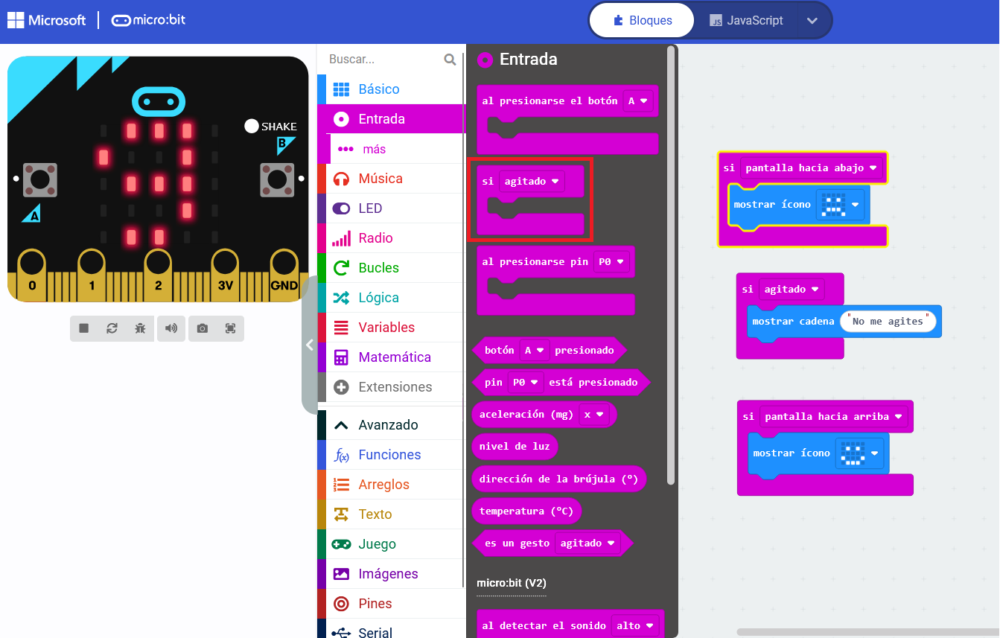 Microsoft
micro:bit
Bloques
JS JavaScript
SHAKE
B
A
0 1 2 3V GND
Buscar...
Básico
Entrada
más
Música
LED
Radio
Bucles
Lógica
Variables
Matemática
Extensiones
Avanzado
f(x) Funciones
Arreglos
Texto
Juego
Imágenes
Pines
Serial
Entrada
al presionarse el botón A
si agitado
al presionarse pin P0
botón A presionado
pin P0 está presionado
aceleración (mg) x
nivel de luz
dirección de la brújula (º)
temperatura (ºC)
es un gesto agitado
micro:bit (V2)
al detectar el sonido alto
si pantalla hacia abajo
mostrar ícono
si agitado
mostrar cadena "No me agites"
si pantalla hacia arriba
mostrar ícono